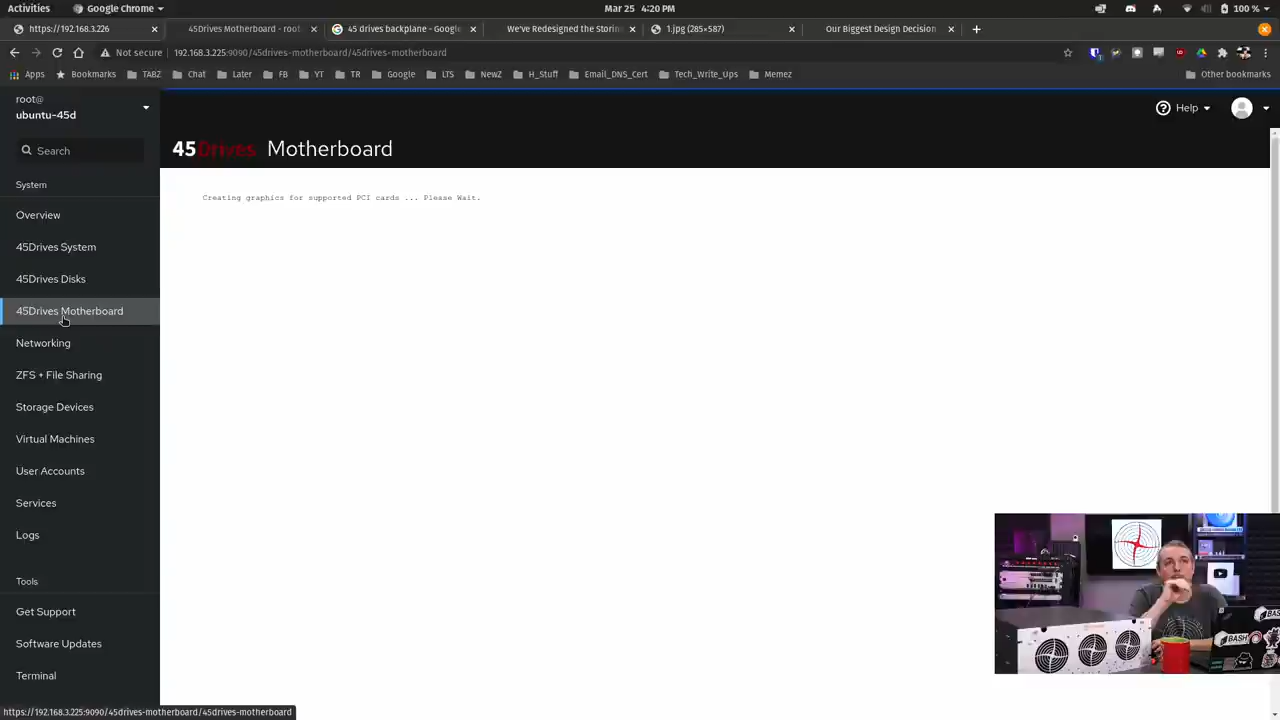 Activities Google Chrome Mar 25 4:20 PM 100 %
https://192.168.3.226 45Drives Motherboard - root 45 drives backplane - Google We've Redesigned the Storin 1.jpg (285×587) Our Biggest Design Decision
Not secure 192.168.3.225:9090/45drives-motherboard/45drives-motherboard
Apps Bookmarks TABZ Chat Later FB YT TR Google LTS NewZ H_Stuff Email_DNS_Cert Tech_Write_Ups Memez Other bookmarks
root@
ubuntu-45d
Help
Search
45Drives Motherboard
System
Creating graphics for supported PCI cards ... Please Wait.
Overview
45Drives System
45Drives Disks
45Drives Motherboard
Networking
ZFS + File Sharing
Storage Devices
Virtual Machines
User Accounts
Services
Logs
Tools
Get Support
Software Updates
Terminal
BASH
BASH
https://192.168.3.225:9090/45drives-motherboard/45drives-motherboard